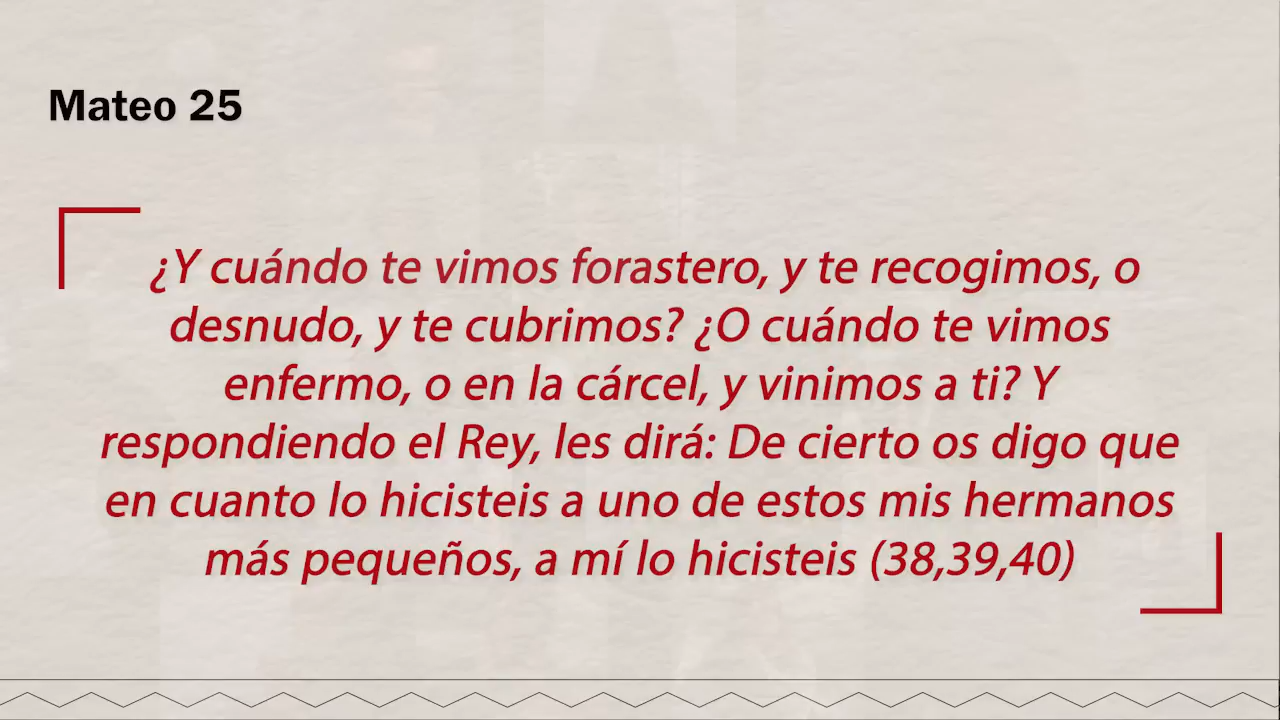 Mateo 25
¿Y cuándo te vimos forastero, y te recogimos, o
desnudo, y te cubrimos? ¿O cuándo te vimos
enfermo, o en la cárcel, y vinimos a ti? Y
respondiendo el Rey, les dirá: De cierto os digo que
en cuanto lo hicisteis a uno de estos mis hermanos
más pequeños, a mí lo hicisteis (38,39,40)